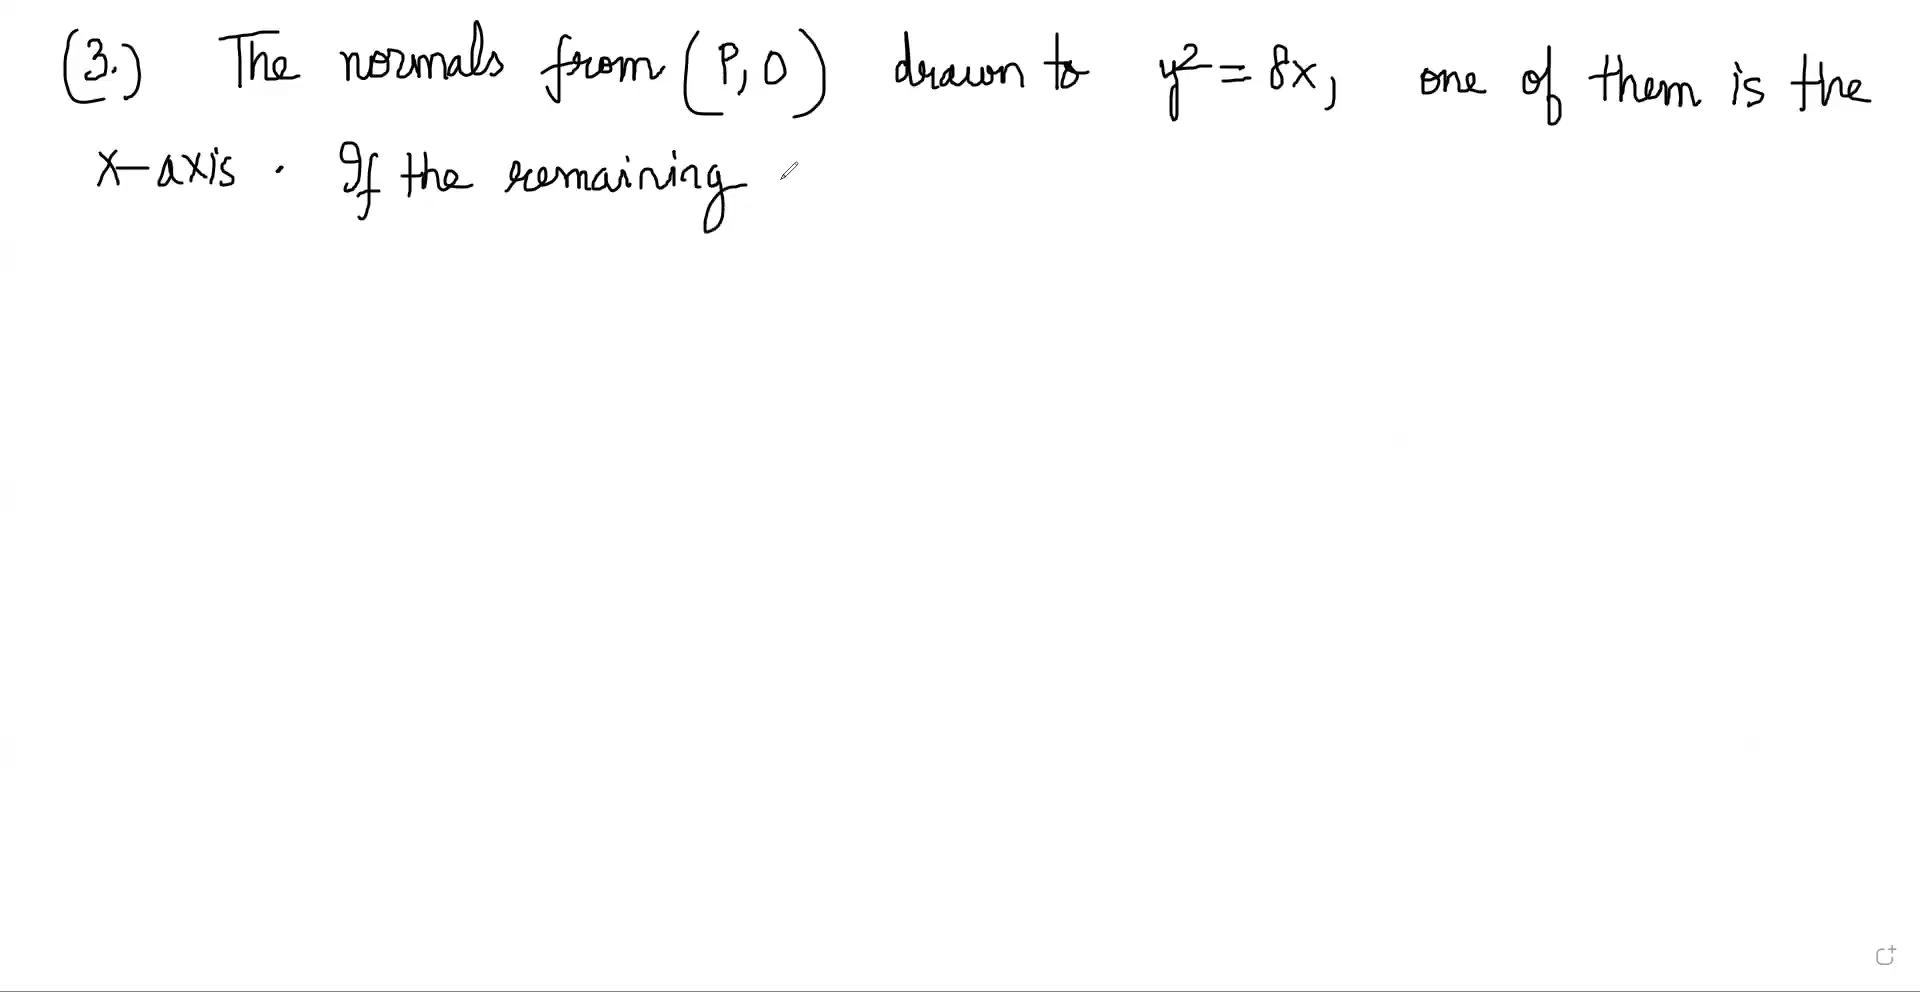 (3.) The normals from (P, 0) drawn to y² = 8x, one of them is the
x-axis. If the remaining